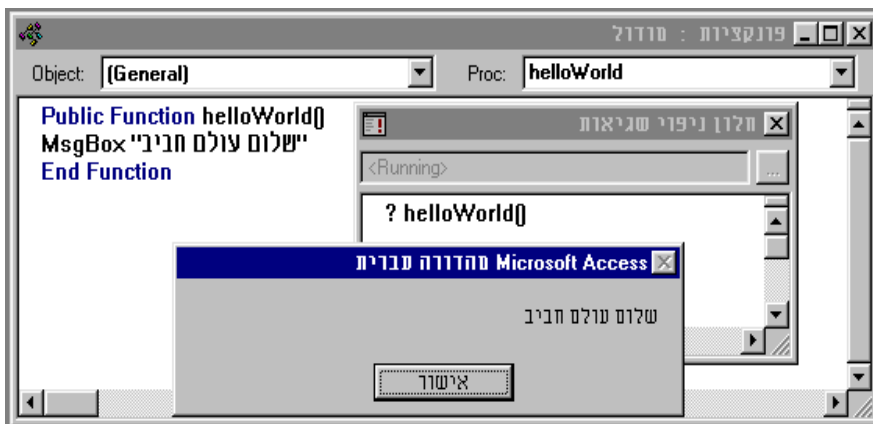 פונקציות : מודול
Object: (General) Proc: helloWorld
Public Function helloWorld()
MsgBox "שלום עולם חביב"
End Function
חלון ניפוי שגיאות
<Running> ...
? helloWorld()
Microsoft Access מהדורה עברית
שלום עולם חביב
אישור